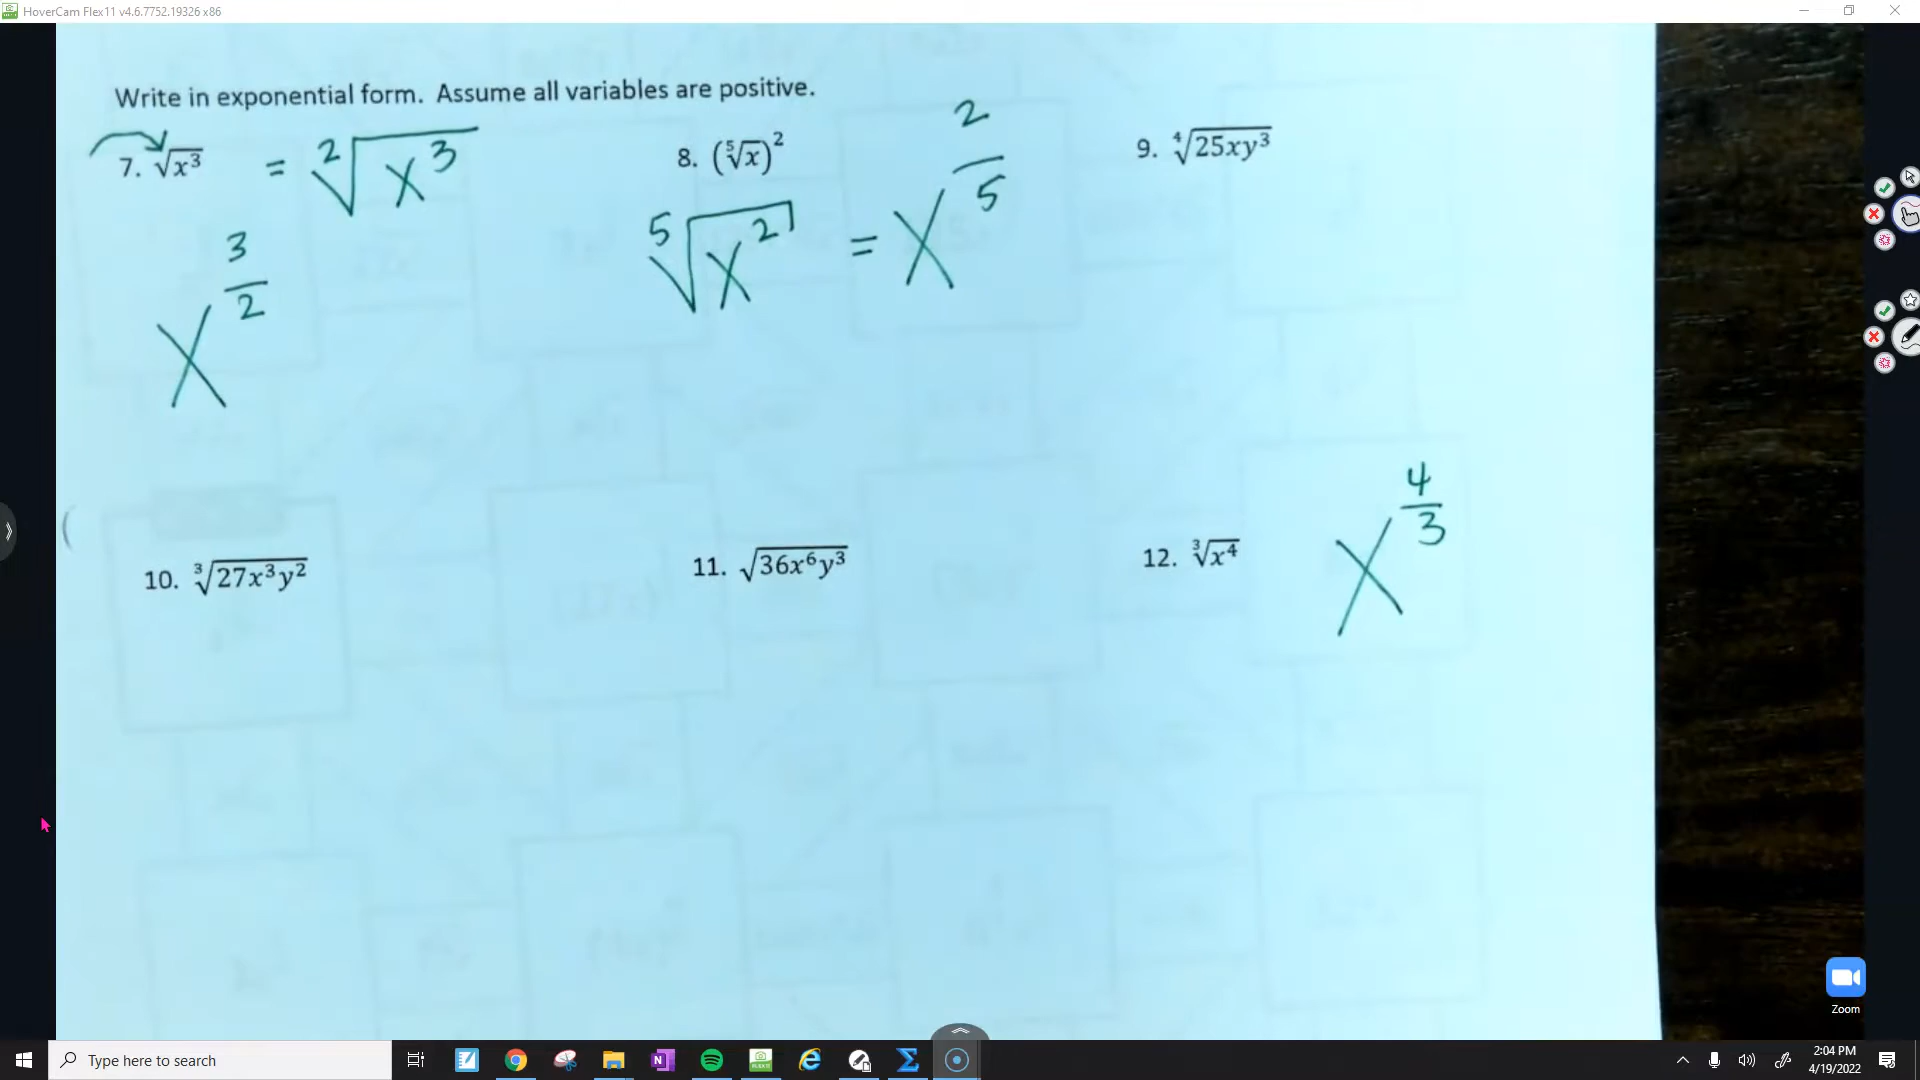 HoverCam Flex11 v4.6.7752.19326 x86
Write in exponential form. Assume all variables are positive.
7. √x³ = ²√x³
x^(3/2)
8. (⁵√x)²
⁵√x² = x^(2/5)
9. ⁴√25xy³
10. ³√27x³y²
11. √36x⁶y³
12. ³√x⁴
x^(4/3)
Zoom
Type here to search
2:04 PM
4/19/2022